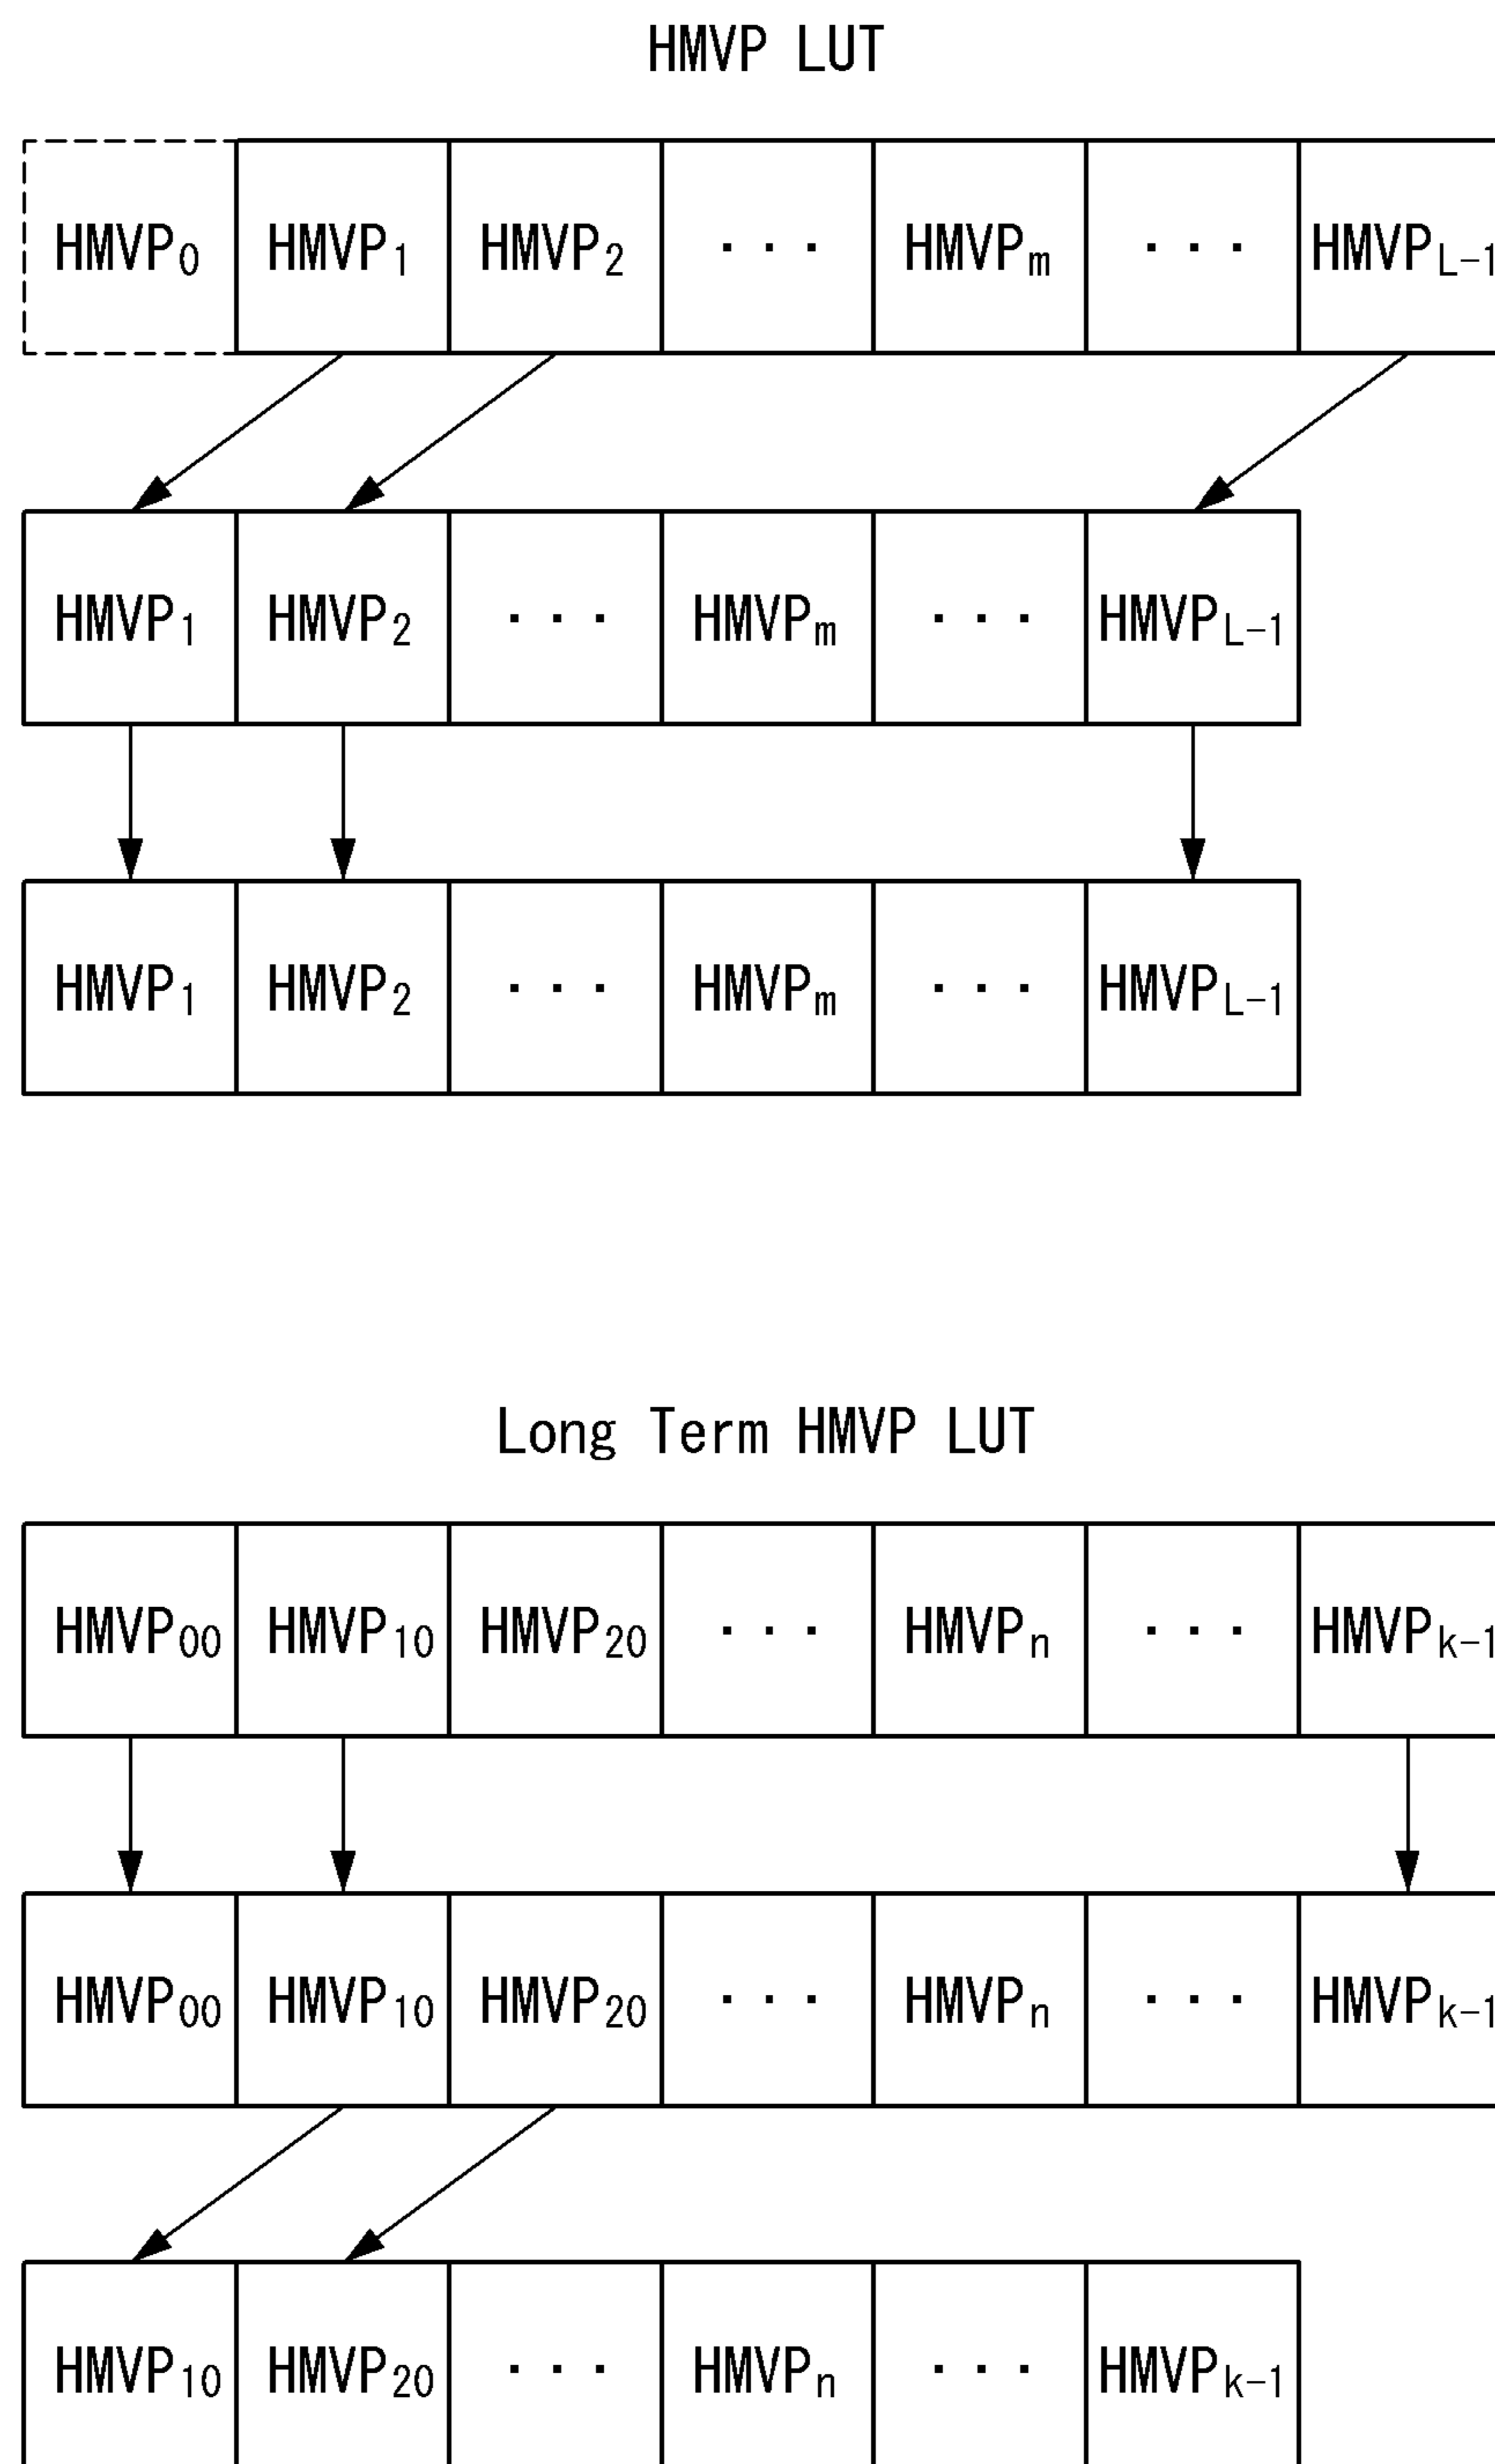 HMVP LUT
HMVP0 HMVP1 HMVP2 ... HMVPm ... HMVPL-1
HMVP1 HMVP2 ... HMVPm ... HMVPL-1
HMVP1 HMVP2 ... HMVPm ... HMVPL-1
Long Term HMVP LUT
HMVP00 HMVP10 HMVP20 ... HMVPn ... HMVPk-1
HMVP00 HMVP10 HMVP20 ... HMVPn ... HMVPk-1
HMVP10 HMVP20 ... HMVPn ... HMVPk-1